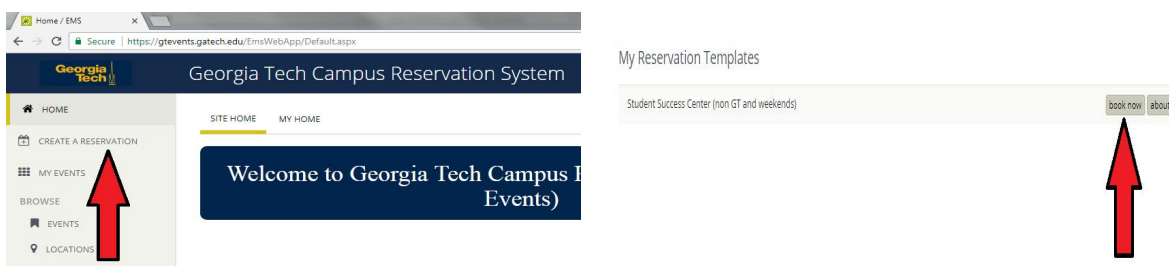 Home / EMS
Secure | https://gtevents.gatech.edu/EmsWebApp/Default.aspx
Georgia
Tech
Georgia Tech Campus Reservation System
HOME
CREATE A RESERVATION
MY EVENTS
BROWSE
EVENTS
LOCATIONS
SITE HOME MY HOME
Welcome to Georgia Tech Campus
Events)
My Reservation Templates
Student Success Center (non GT and weekends)
book now about